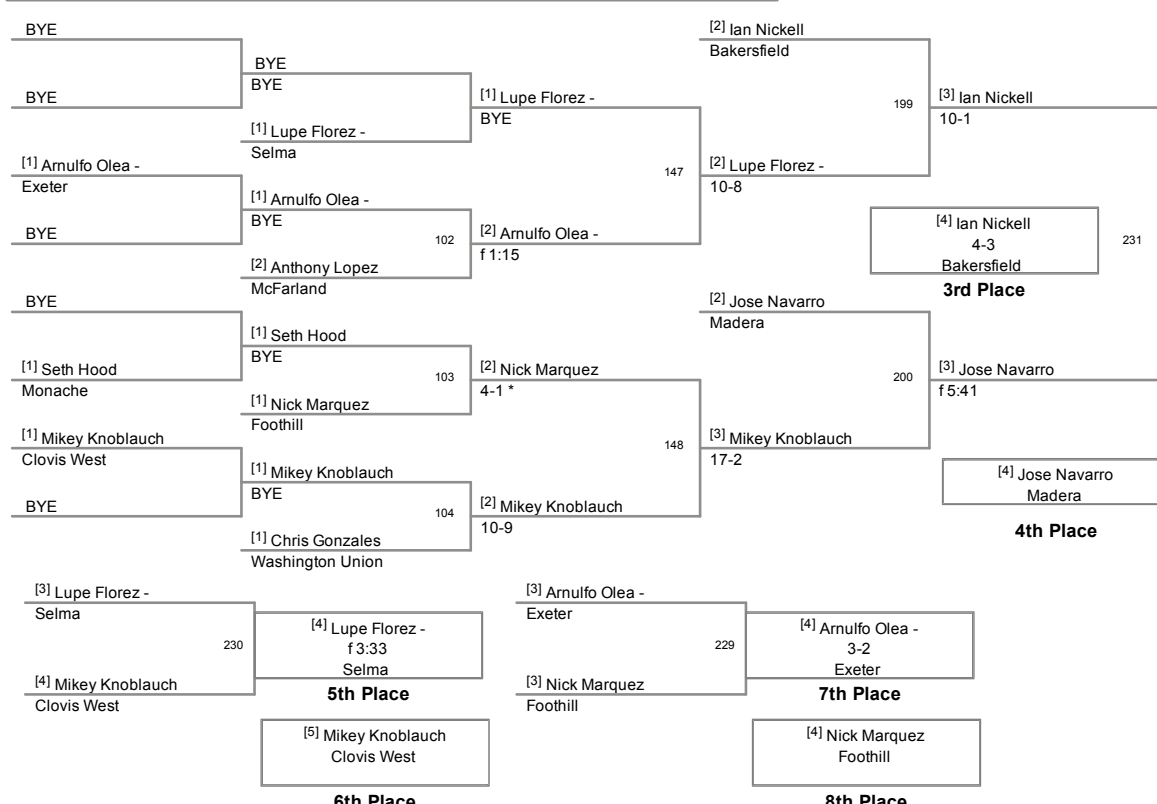 BYE
[2] Ian Nickell
Bakersfield
BYE
BYE
BYE
[1] Lupe Florez -
BYE
199
[3] Ian Nickell
10-1
[1] Lupe Florez -
Selma
[1] Arnulfo Olea -
Exeter
147
[2] Lupe Florez -
10-8
[1] Arnulfo Olea -
BYE
BYE
102
[2] Arnulfo Olea -
f 1:15
[4] Ian Nickell
4-3
Bakersfield
231
3rd Place
[2] Anthony Lopez
McFarland
BYE
[2] Jose Navarro
Madera
[1] Seth Hood
BYE
[1] Seth Hood
Monache
103
[2] Nick Marquez
4-1 *
200
[3] Jose Navarro
f 5:41
[1] Nick Marquez
Foothill
[1] Mikey Knoblauch
Clovis West
148
[3] Mikey Knoblauch
17-2
[1] Mikey Knoblauch
BYE
[4] Jose Navarro
Madera
4th Place
BYE
104
[2] Mikey Knoblauch
10-9
[1] Chris Gonzales
Washington Union
[3] Lupe Florez -
Selma
230
[4] Lupe Florez -
f 3:33
Selma
5th Place
[4] Mikey Knoblauch
Clovis West
[5] Mikey Knoblauch
Clovis West
6th Place
[3] Arnulfo Olea -
Exeter
229
[4] Arnulfo Olea -
3-2
Exeter
7th Place
[3] Nick Marquez
Foothill
[4] Nick Marquez
Foothill
8th Place